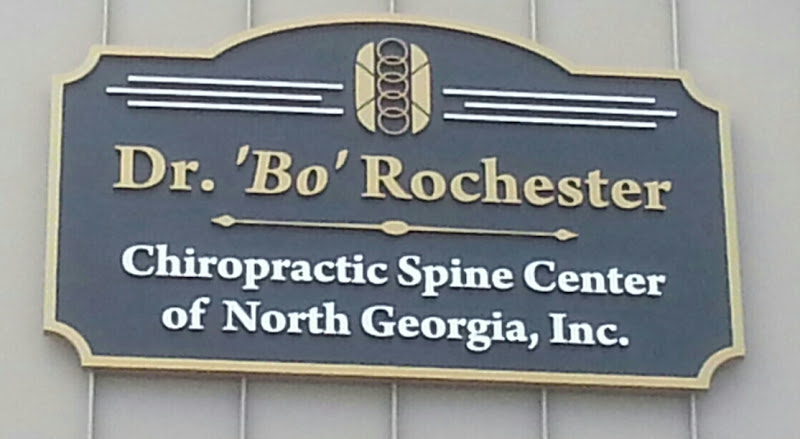 Dr. 'Bo' Rochester
Chiropractic Spine Center
of North Georgia, Inc.